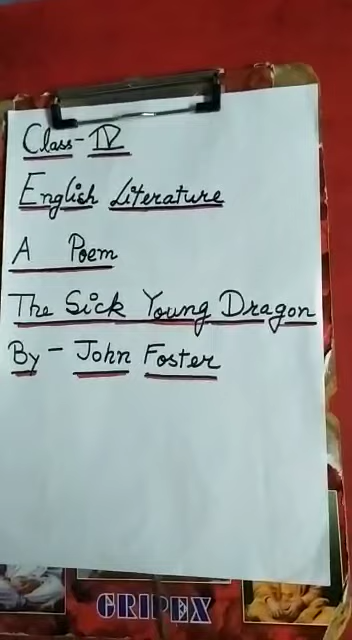 Class-IV
English Literature
A Poem
The Sick Young Dragon
By - John Foster
GRIPEX